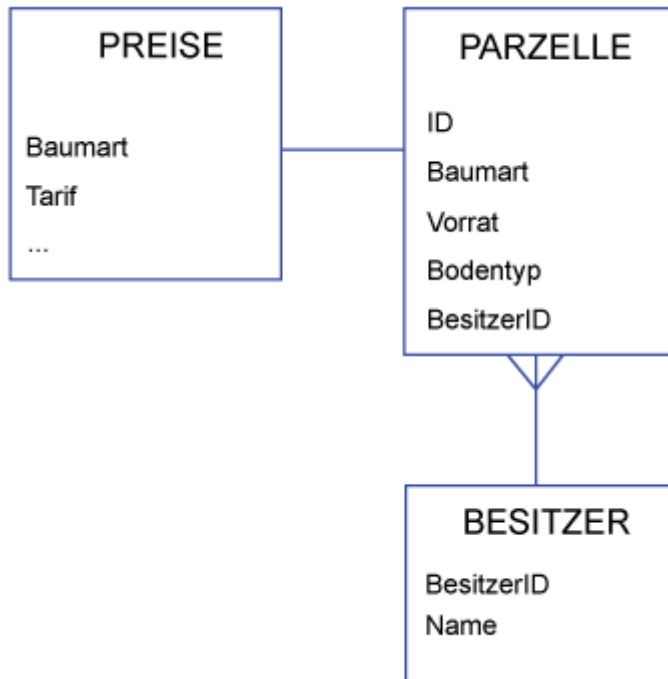 PREISE
Baumart
Tarif
...
PARZELLE
ID
Baumart
Vorrat
Bodentyp
BesitzerID
BESITZER
BesitzerID
Name